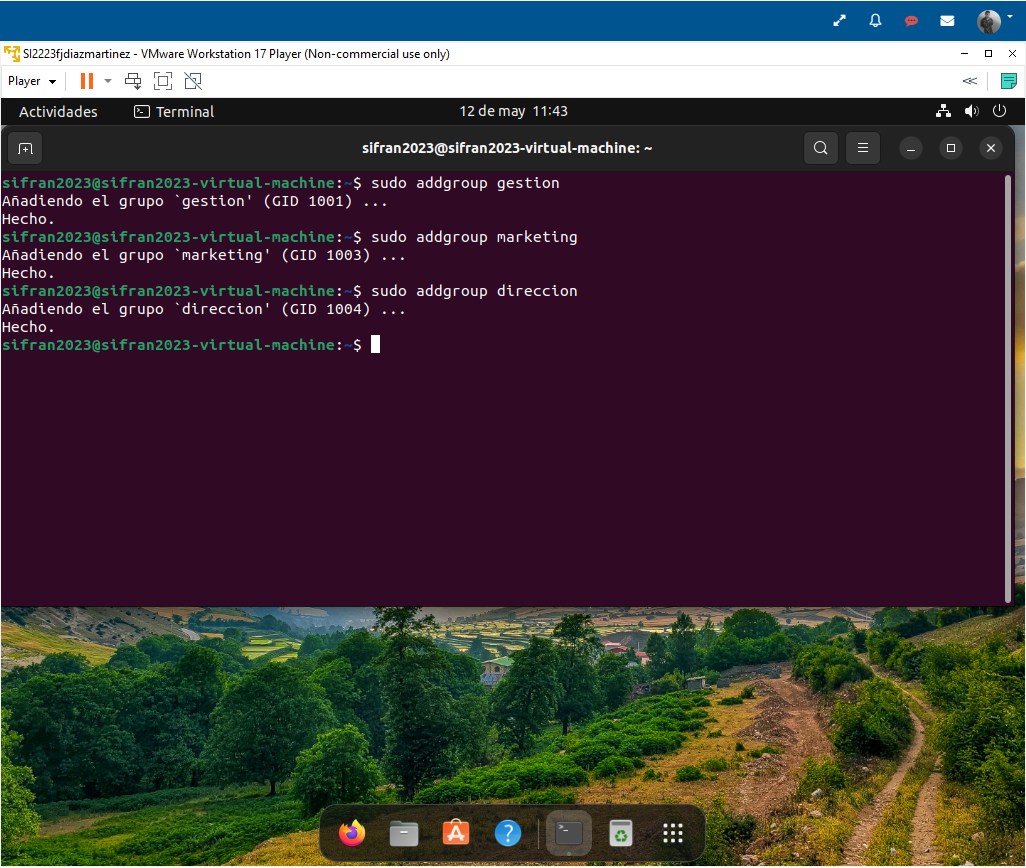 SI2223fjdiazmartinez - VMware Workstation 17 Player (Non-commercial use only)
Player
Actividades
Terminal
12 de may 11:43
sifran2023@sifran2023-virtual-machine: ~
sifran2023@sifran2023-virtual-machine:~$ sudo addgroup gestion
Añadiendo el grupo `gestion' (GID 1001) ...
Hecho.
sifran2023@sifran2023-virtual-machine:~$ sudo addgroup marketing
Añadiendo el grupo `marketing' (GID 1003) ...
Hecho.
sifran2023@sifran2023-virtual-machine:~$ sudo addgroup direccion
Añadiendo el grupo `direccion' (GID 1004) ...
Hecho.
sifran2023@sifran2023-virtual-machine:~$